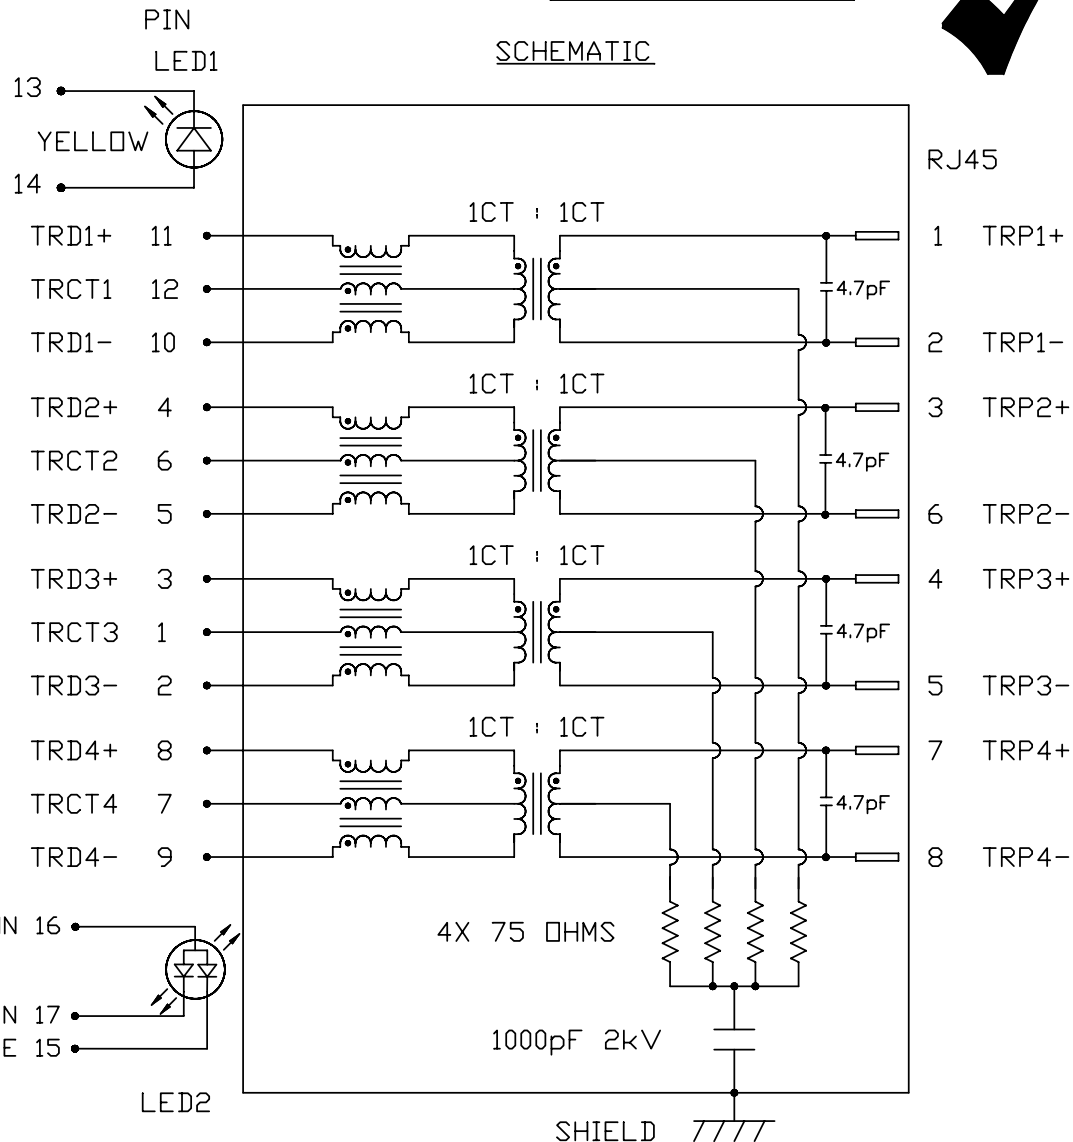 PIN
LED1
SCHEMATIC
13
YELLOW
RJ45
14
1CT : 1CT
TRD1+ 11 1 TRP1+
TRCT1 12 4.7pF
TRD1- 10 2 TRP1-
1CT : 1CT
TRD2+ 4 3 TRP2+
TRCT2 6 4.7pF
TRD2- 5 6 TRP2-
1CT : 1CT
TRD3+ 3 4 TRP3+
TRCT3 1 4.7pF
TRD3- 2 5 TRP3-
1CT : 1CT
TRD4+ 8 7 TRP4+
TRCT4 7 4.7pF
TRD4- 9 8 TRP4-
N 16
4X 75 OHMS
N 17
1000pF 2kV
E 15
LED2
SHIELD